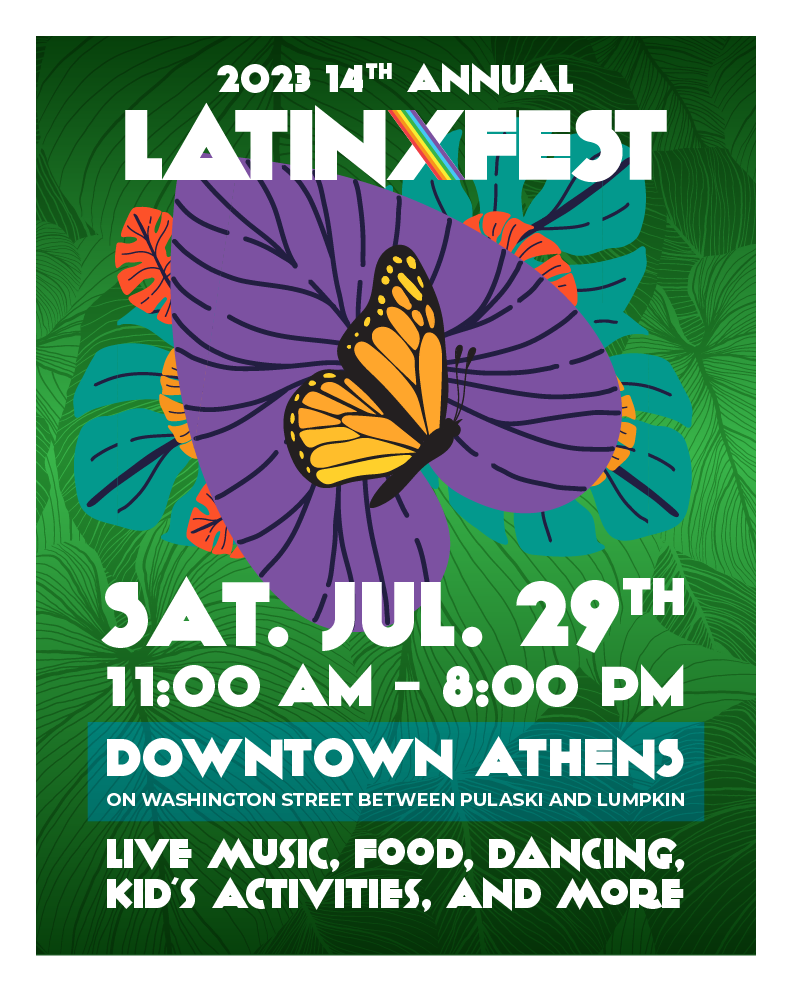 2023 14TH ANNUAL
LATINXFEST
SAT. JUL. 29TH
11:00 AM – 8:00 PM
DOWNTOWN ATHENS
ON WASHINGTON STREET BETWEEN PULASKI AND LUMPKIN
LIVE MUSIC, FOOD, DANCING,
KID'S ACTIVITIES, AND MORE